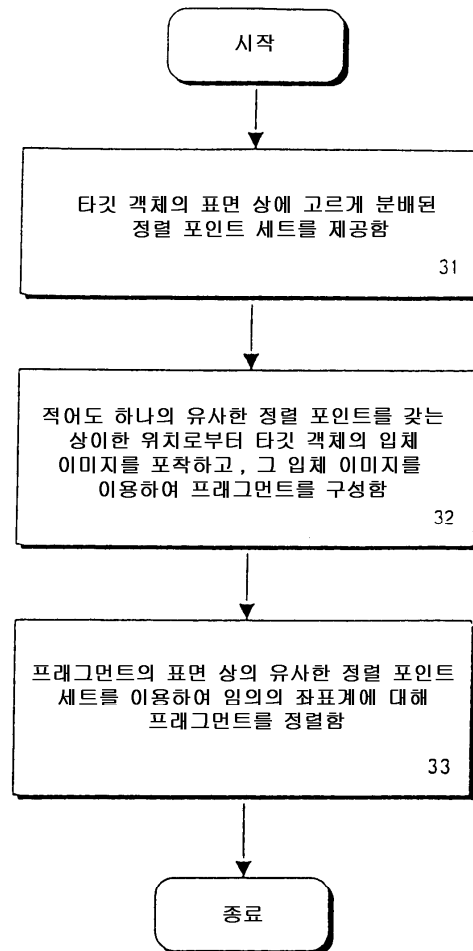 시작
타깃 객체의 표면 상에 고르게 분배된
정렬 포인트 세트를 제공함
31
적어도 하나의 유사한 정렬 포인트를 갖는
상이한 위치로부터 타깃 객체의 입체
이미지를 포착하고, 그 입체 이미지를
이용하여 프래그먼트를 구성함
32
프래그먼트의 표면 상의 유사한 정렬 포인트
세트를 이용하여 임의의 좌표계에 대해
프래그먼트를 정렬함
33
종료